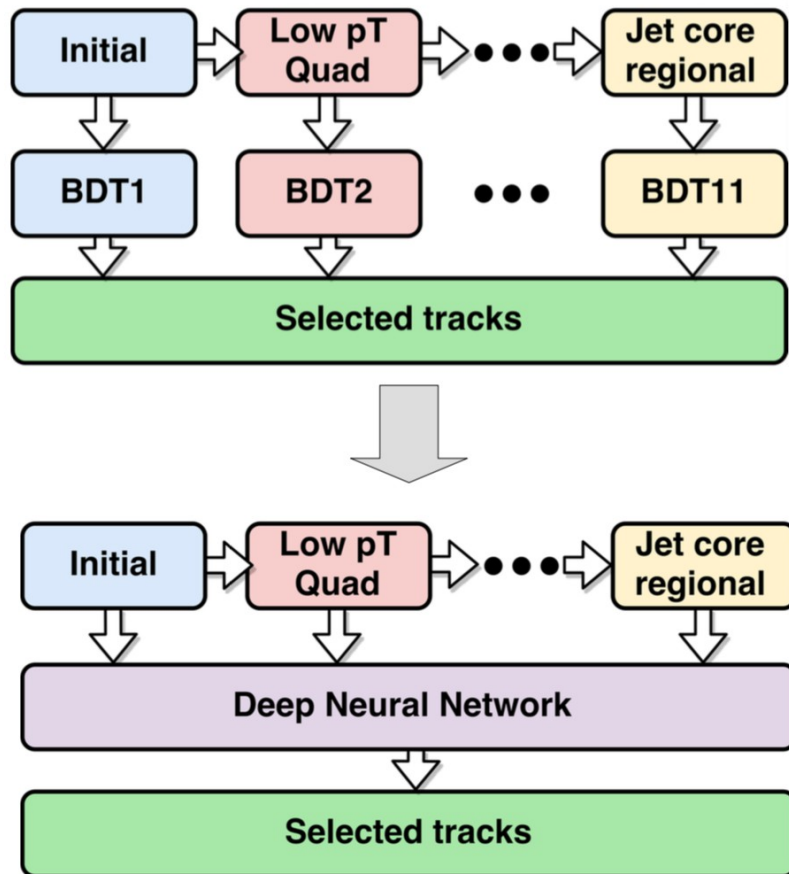 Initial
Low pT
Quad
Jet core
regional
BDT1
BDT2
BDT11
Selected tracks
Initial
Low pT
Quad
Jet core
regional
Deep Neural Network
Selected tracks